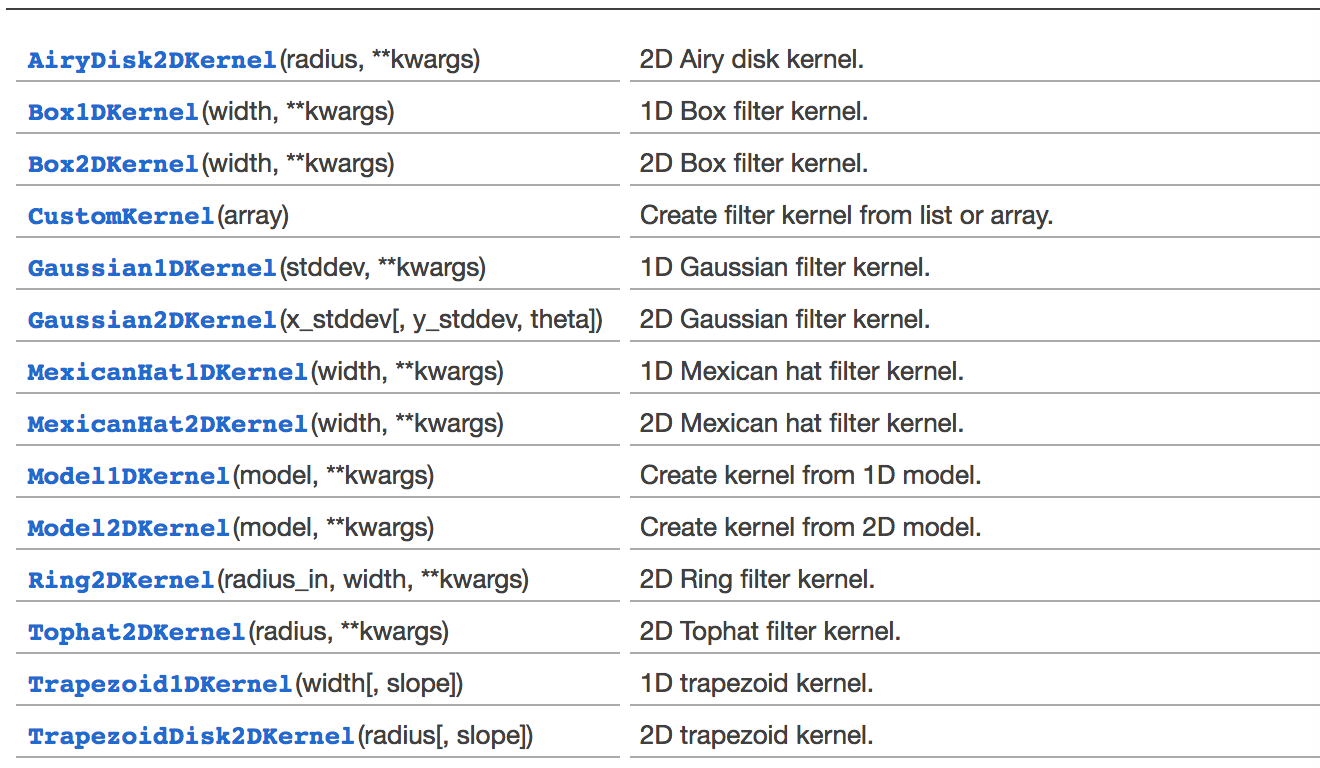 AiryDisk2DKernel(radius, **kwargs) 2D Airy disk kernel.
Box1DKernel(width, **kwargs) 1D Box filter kernel.
Box2DKernel(width, **kwargs) 2D Box filter kernel.
CustomKernel(array) Create filter kernel from list or array.
Gaussian1DKernel(stddev, **kwargs) 1D Gaussian filter kernel.
Gaussian2DKernel(x_stddev[, y_stddev, theta]) 2D Gaussian filter kernel.
MexicanHat1DKernel(width, **kwargs) 1D Mexican hat filter kernel.
MexicanHat2DKernel(width, **kwargs) 2D Mexican hat filter kernel.
Model1DKernel(model, **kwargs) Create kernel from 1D model.
Model2DKernel(model, **kwargs) Create kernel from 2D model.
Ring2DKernel(radius_in, width, **kwargs) 2D Ring filter kernel.
Tophat2DKernel(radius, **kwargs) 2D Tophat filter kernel.
Trapezoid1DKernel(width[, slope]) 1D trapezoid kernel.
TrapezoidDisk2DKernel(radius[, slope]) 2D trapezoid kernel.